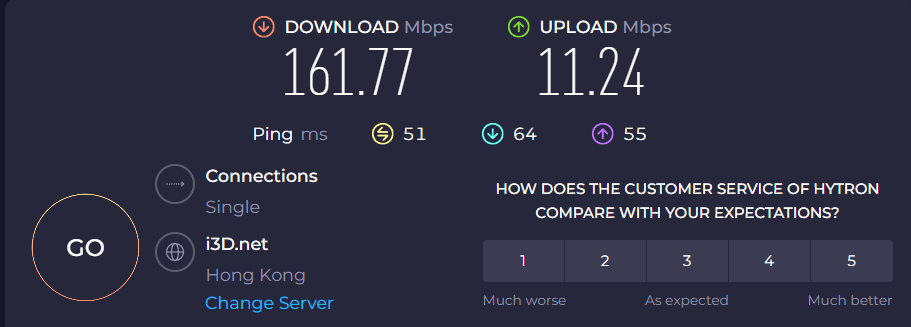 DOWNLOAD Mbps
161.77
UPLOAD Mbps
11.24
Ping ms 51 64 55
GO
Connections
Single
i3D.net
Hong Kong
Change Server
HOW DOES THE CUSTOMER SERVICE OF HYTRON
COMPARE WITH YOUR EXPECTATIONS?
1 2 3 4 5
Much worse As expected Much better